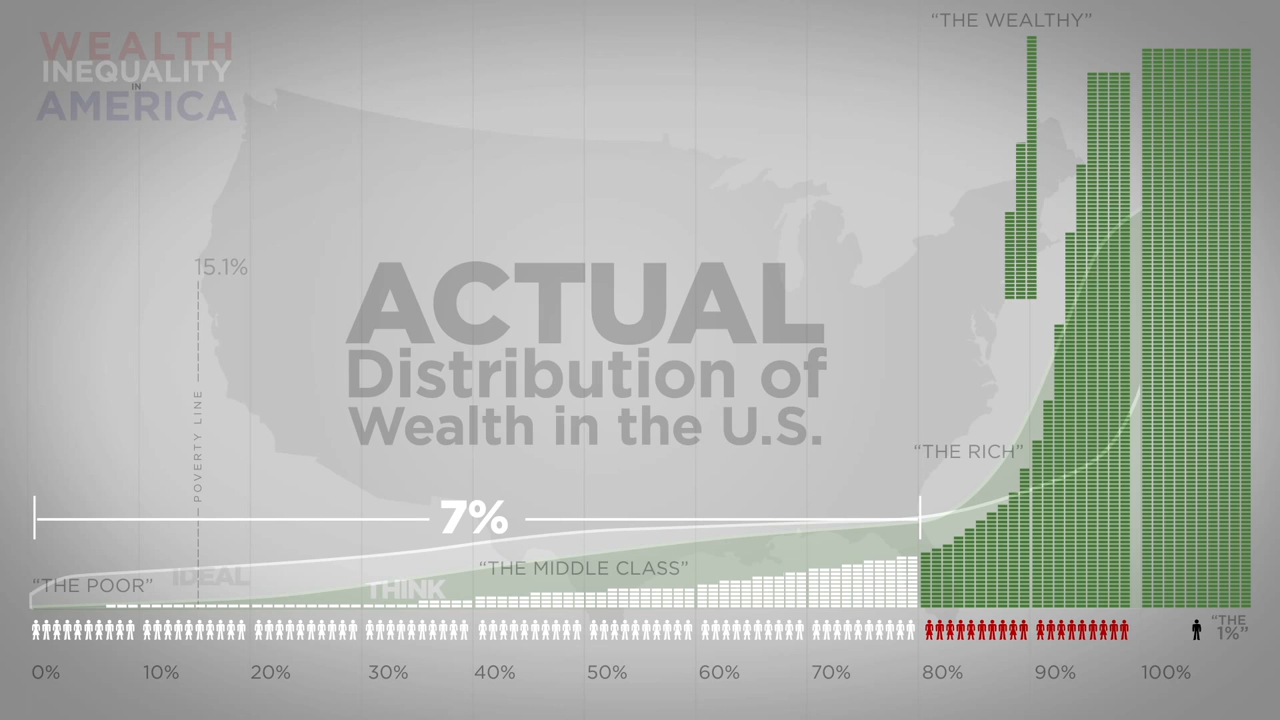 WEALTH
INEQUALITY
IN
AMERICA
“THE WEALTHY”
15.1%
POVERTY LINE
ACTUAL
Distribution of
Wealth in the U.S.
“THE RICH”
7%
“THE POOR”
IDEAL
THINK
“THE MIDDLE CLASS”
“THE
1%”
0% 10% 20% 30% 40% 50% 60% 70% 80% 90% 100%